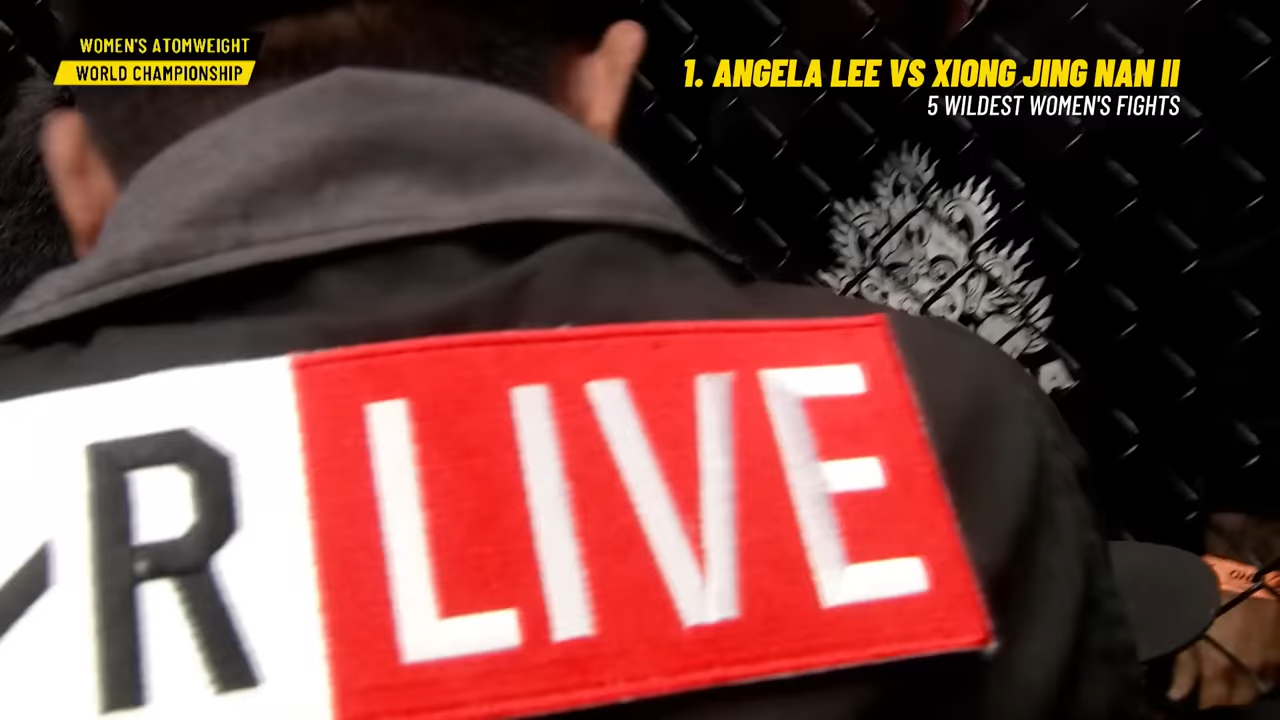 WOMEN'S ATOMWEIGHT
WORLD CHAMPIONSHIP
1. ANGELA LEE VS XIONG JING NAN II
5 WILDEST WOMEN'S FIGHTS
R LIVE